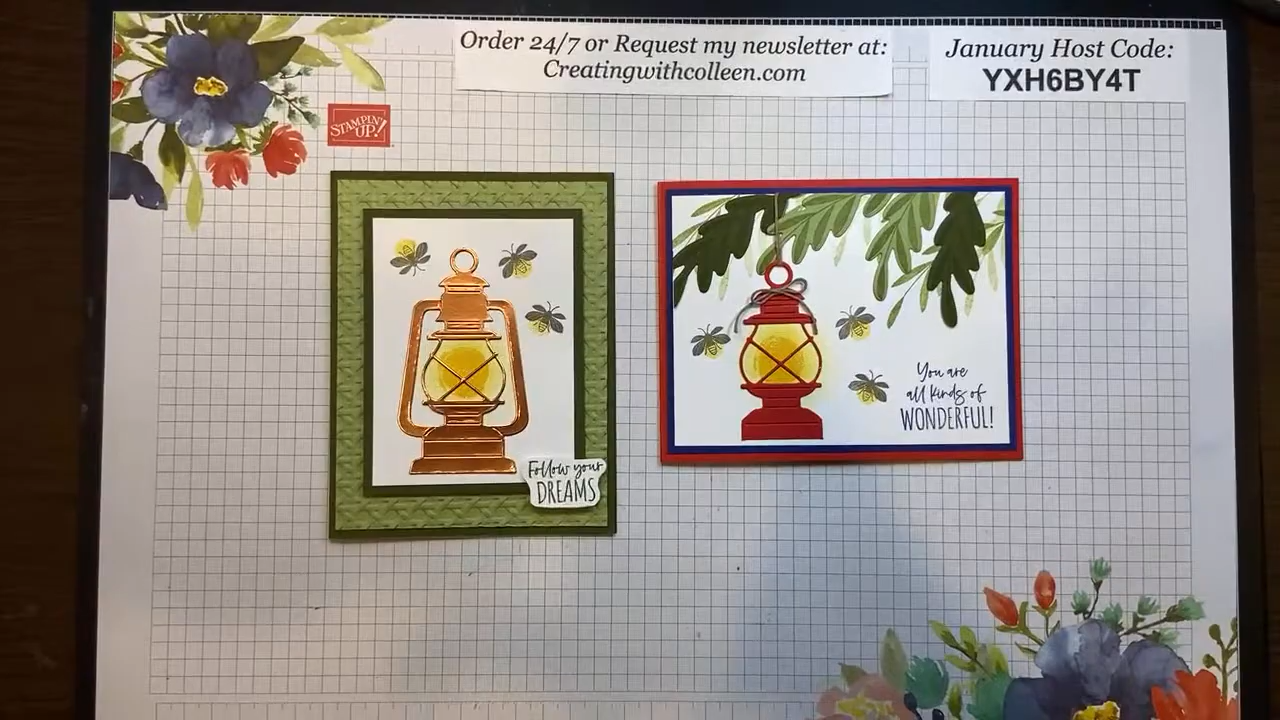 Order 24/7 or Request my newsletter at:
Creatingwithcolleen.com
January Host Code:
YXH6BY4T
STAMPIN'
UP!
Follow your
DREAMS
You are
all kinds of
WONDERFUL!